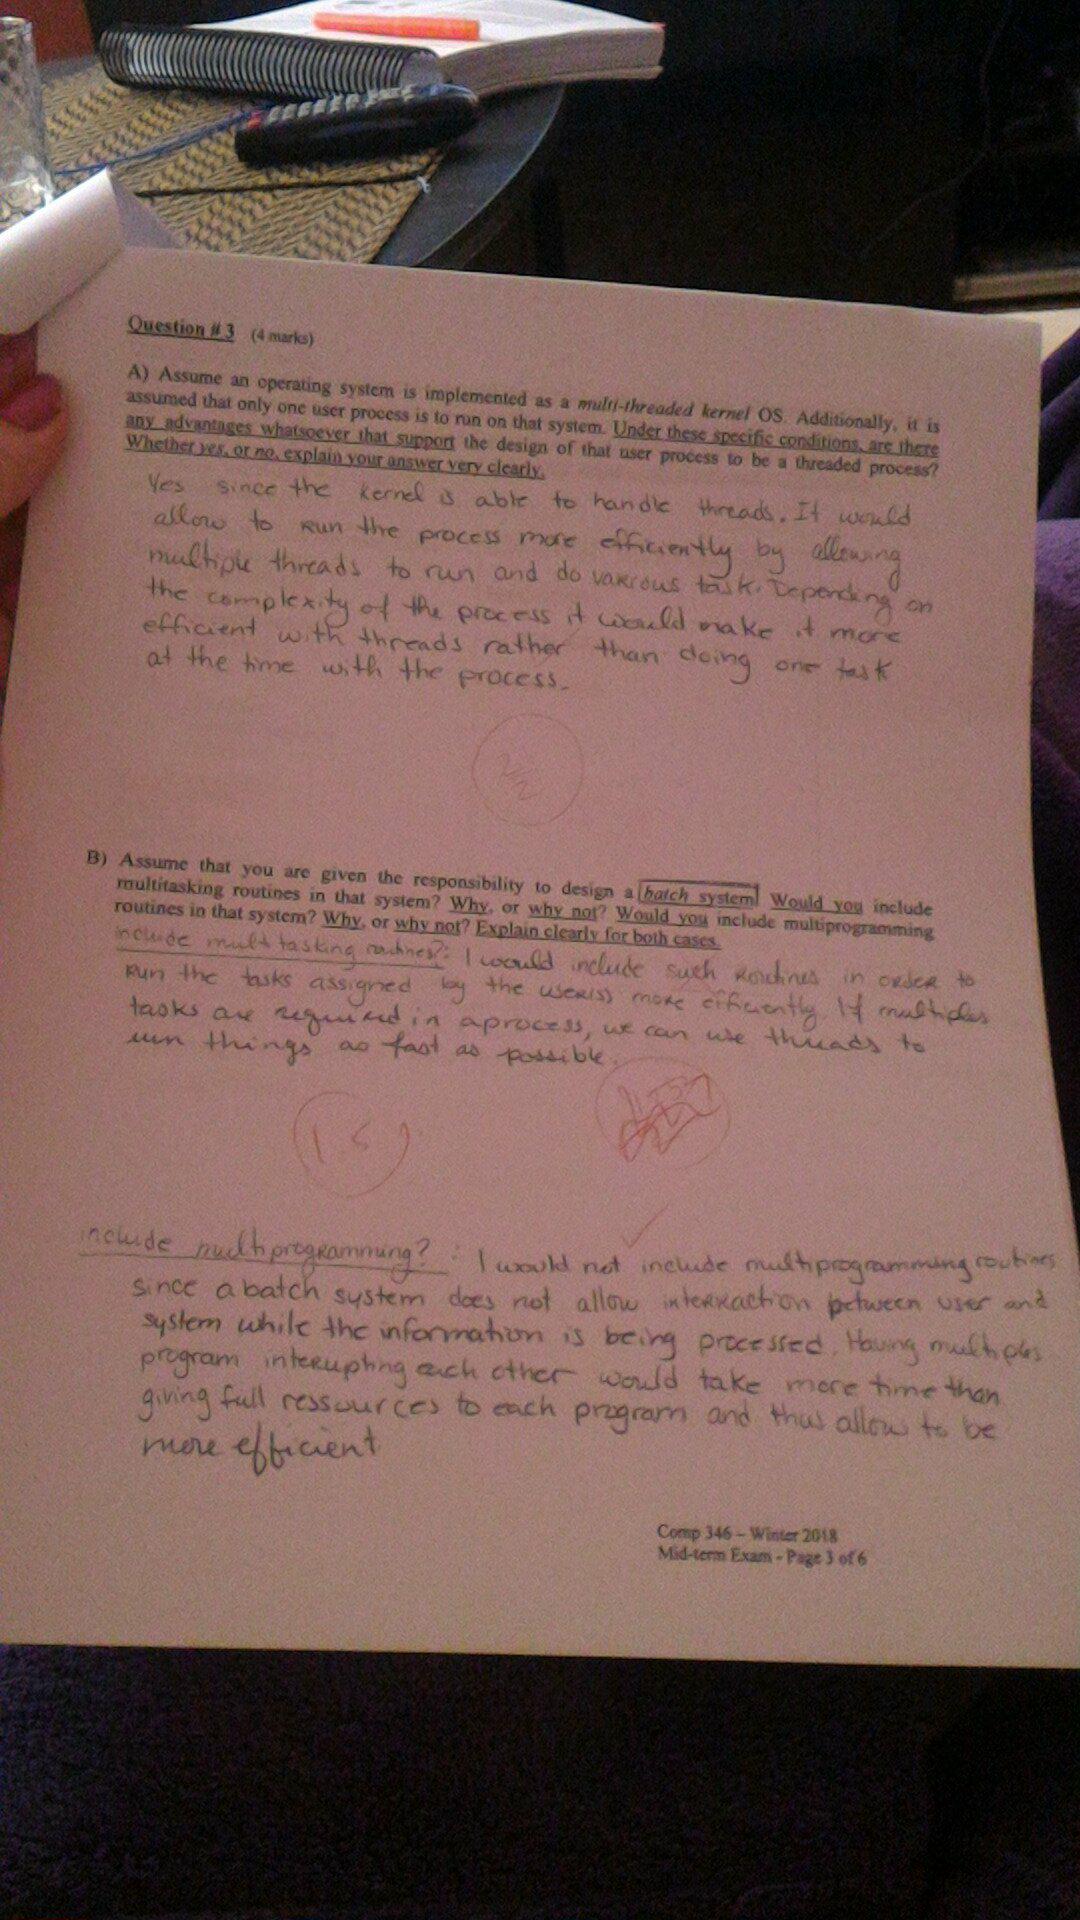 Question # 3 (4 marks)
A) Assume an operating system is implemented as a multi-threaded kernel OS. Additionally, it is
assumed that only one user process is to run on that system. Under these specific conditions, are there
any advantages whatsoever that support the design of that user process to be a threaded process?
Whether yes, or no, explain your answer very clearly.
Yes since the kernel is able to handle threads. It would
allow to run the process more efficiently by allowing
multiple threads to run and do various task. Depending on
the complexity of the process it would make it more
efficient with threads rather than doing one task
at the time with the process.
2/2
B) Assume that you are given the responsibility to design a batch system. Would you include
multitasking routines in that system? Why, or why not? Would you include multiprogramming
routines in that system? Why, or why not? Explain clearly for both cases.
include multitasking routines?: I would include such routines in order to
run the tasks assigned by the user(s) more efficiently. If multiples
tasks are required in a process, we can use threads to
run things as fast as possible.
1.5
include multiprogramming? : I would not include multiprogramming routines
since a batch system does not allow interraction between user and
system while the information is being processed. Having multiples
program interupting each other would take more time than
giving full ressources to each program and thus allow to be
more efficient
Comp 346 – Winter 2018
Mid-term Exam - Page 3 of 6